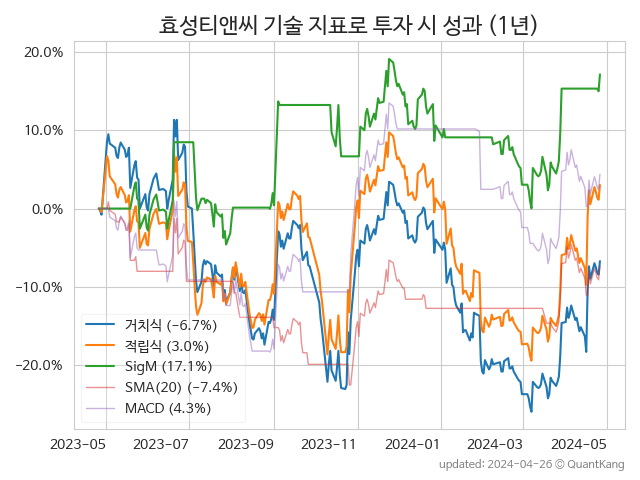 효성티앤씨 기술 지표로 투자 시 성과 (1년)
20.0%
10.0%
0.0%
−10.0%
−20.0%
거치식 (−6.7%)
적립식 (3.0%)
SigM (17.1%)
SMA(20) (−7.4%)
MACD (4.3%)
2023-05 2023-07 2023-09 2023-11 2024-01 2024-03 2024-05
updated: 2024-04-26 © QuantKang